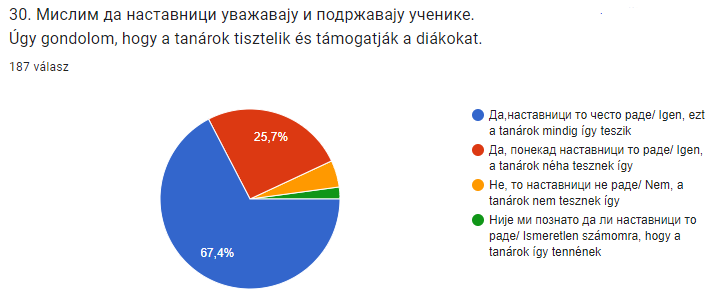 30. Мислим да наставници уважавају и подржавају ученике.
Úgy gondolom, hogy a tanárok tisztelik és támogatják a diákokat.
187 válasz
25,7%
67,4%
Да,наставници то често раде/ Igen, ezt
a tanárok mindig így teszik
Да, понекад наставници то раде/ Igen,
a tanárok néha tesznek így
Не, то наставници не раде/ Nem, a
tanárok nem tesznek így
Није ми познато да ли наставници то
раде/ Ismeretlen számomra, hogy a
tanárok így tennének